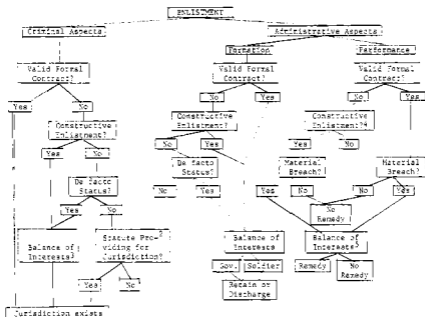 ENLISTMENT
Criminal Aspects
Administrative Aspects
Formation
Performance
Valid Formal
Contract?
Valid Formal
Contract?
Valid Formal
Contract?
Yes
No
No
Yes
No
Yes
Constructive
Enlistment?
Constructive
Enlistment?
Constructive
Enlistment?
Yes
No
No
Yes
Yes
No
De facto
Status?
De facto
Status?
Material
Breach?
Material
Breach?
Yes
No
No
Yes
Yes
No
No
Yes
No
Remedy
Balance of
Interests
Statute Pro-
viding for
Jurisdiction?
Balance of
Interests
Balance of
Interests
Gov.
Soldier
Remedy
No
Remedy
Yes
No
Retain or
Discharge
Jurisdiction exists